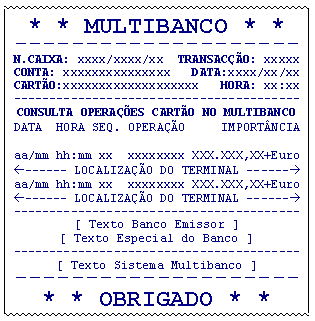 * * MULTIBANCO * *
N.CAIXA: xxxx/xxxx/xx TRANSACÇÃO: xxxxx
CONTA: xxxxxxxxxxxxxxx DATA:xxxx/xx/xx
CARTÃO:xxxxxxxxxxxxxxxxxxx HORA: xx:xx
----------------------------------------
CONSULTA OPERAÇÕES CARTÃO NO MULTIBANCO
DATA HORA SEQ. OPERAÇÃO IMPORTÂNCIA
aa/mm hh:mm xx xxxxxxxx XXX.XXX,XX+Euro
<------ LOCALIZAÇÃO DO TERMINAL ------>
aa/mm hh:mm xx xxxxxxxx XXX.XXX,XX+Euro
<------ LOCALIZAÇÃO DO TERMINAL ------>
----------------------------------------
[ Texto Banco Emissor ]
[ Texto Especial do Banco ]
----------------------------------------
[ Texto Sistema Multibanco ]
* * OBRIGADO * *